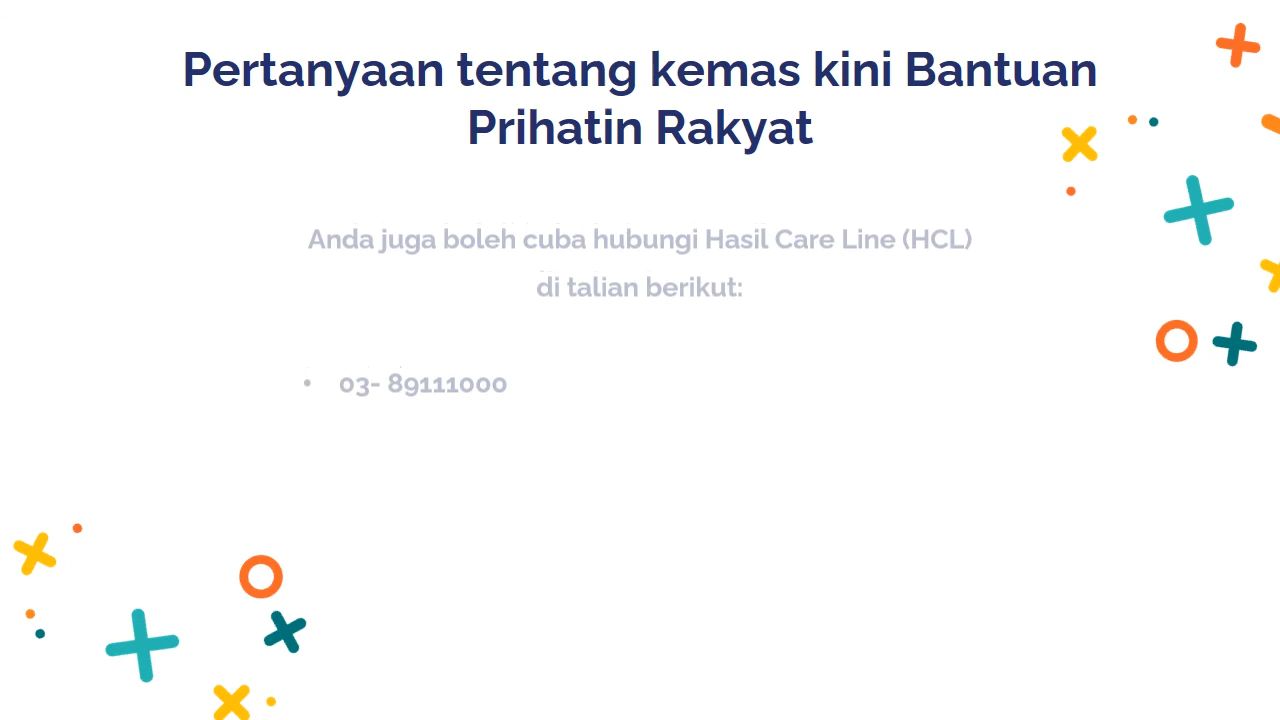 Pertanyaan tentang kemas kini Bantuan
Prihatin Rakyat
Anda juga boleh cuba hubungi Hasil Care Line (HCL)
di talian berikut:
• 03- 89111000